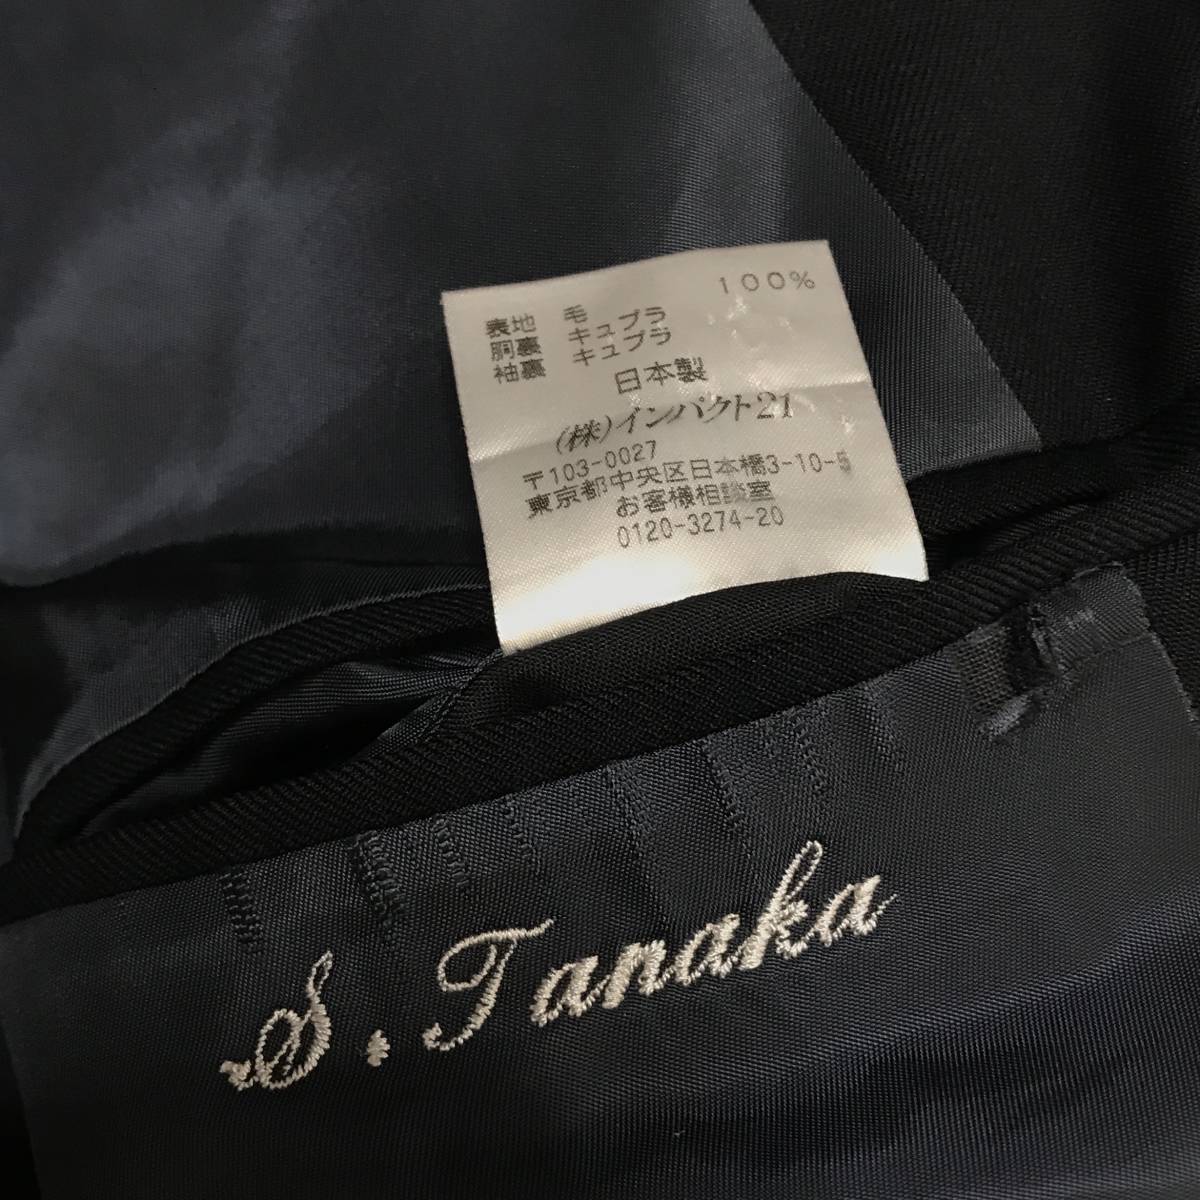 表地 毛 100%
胴裏 キュプラ
袖裏 キュプラ
日本製
(株)インパクト21
〒103-0027
東京都中央区日本橋3-10-5
お客様相談室
0120-3274-20
S. Tanaka